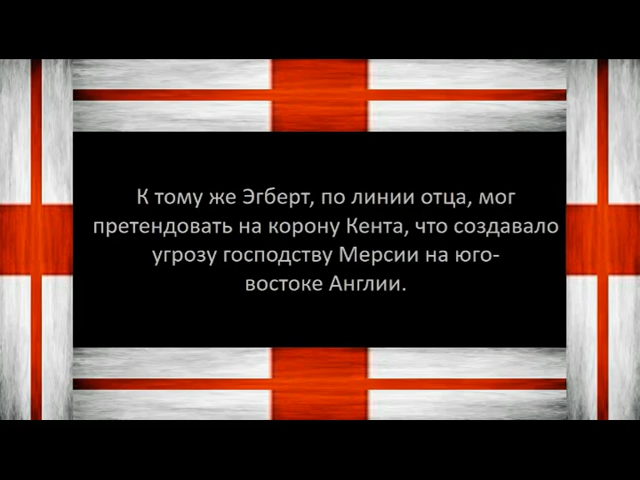 К тому же Эгберт, по линии отца, мог
претендовать на корону Кента, что создавало
угрозу господству Мерсии на юго-
востоке Англии.